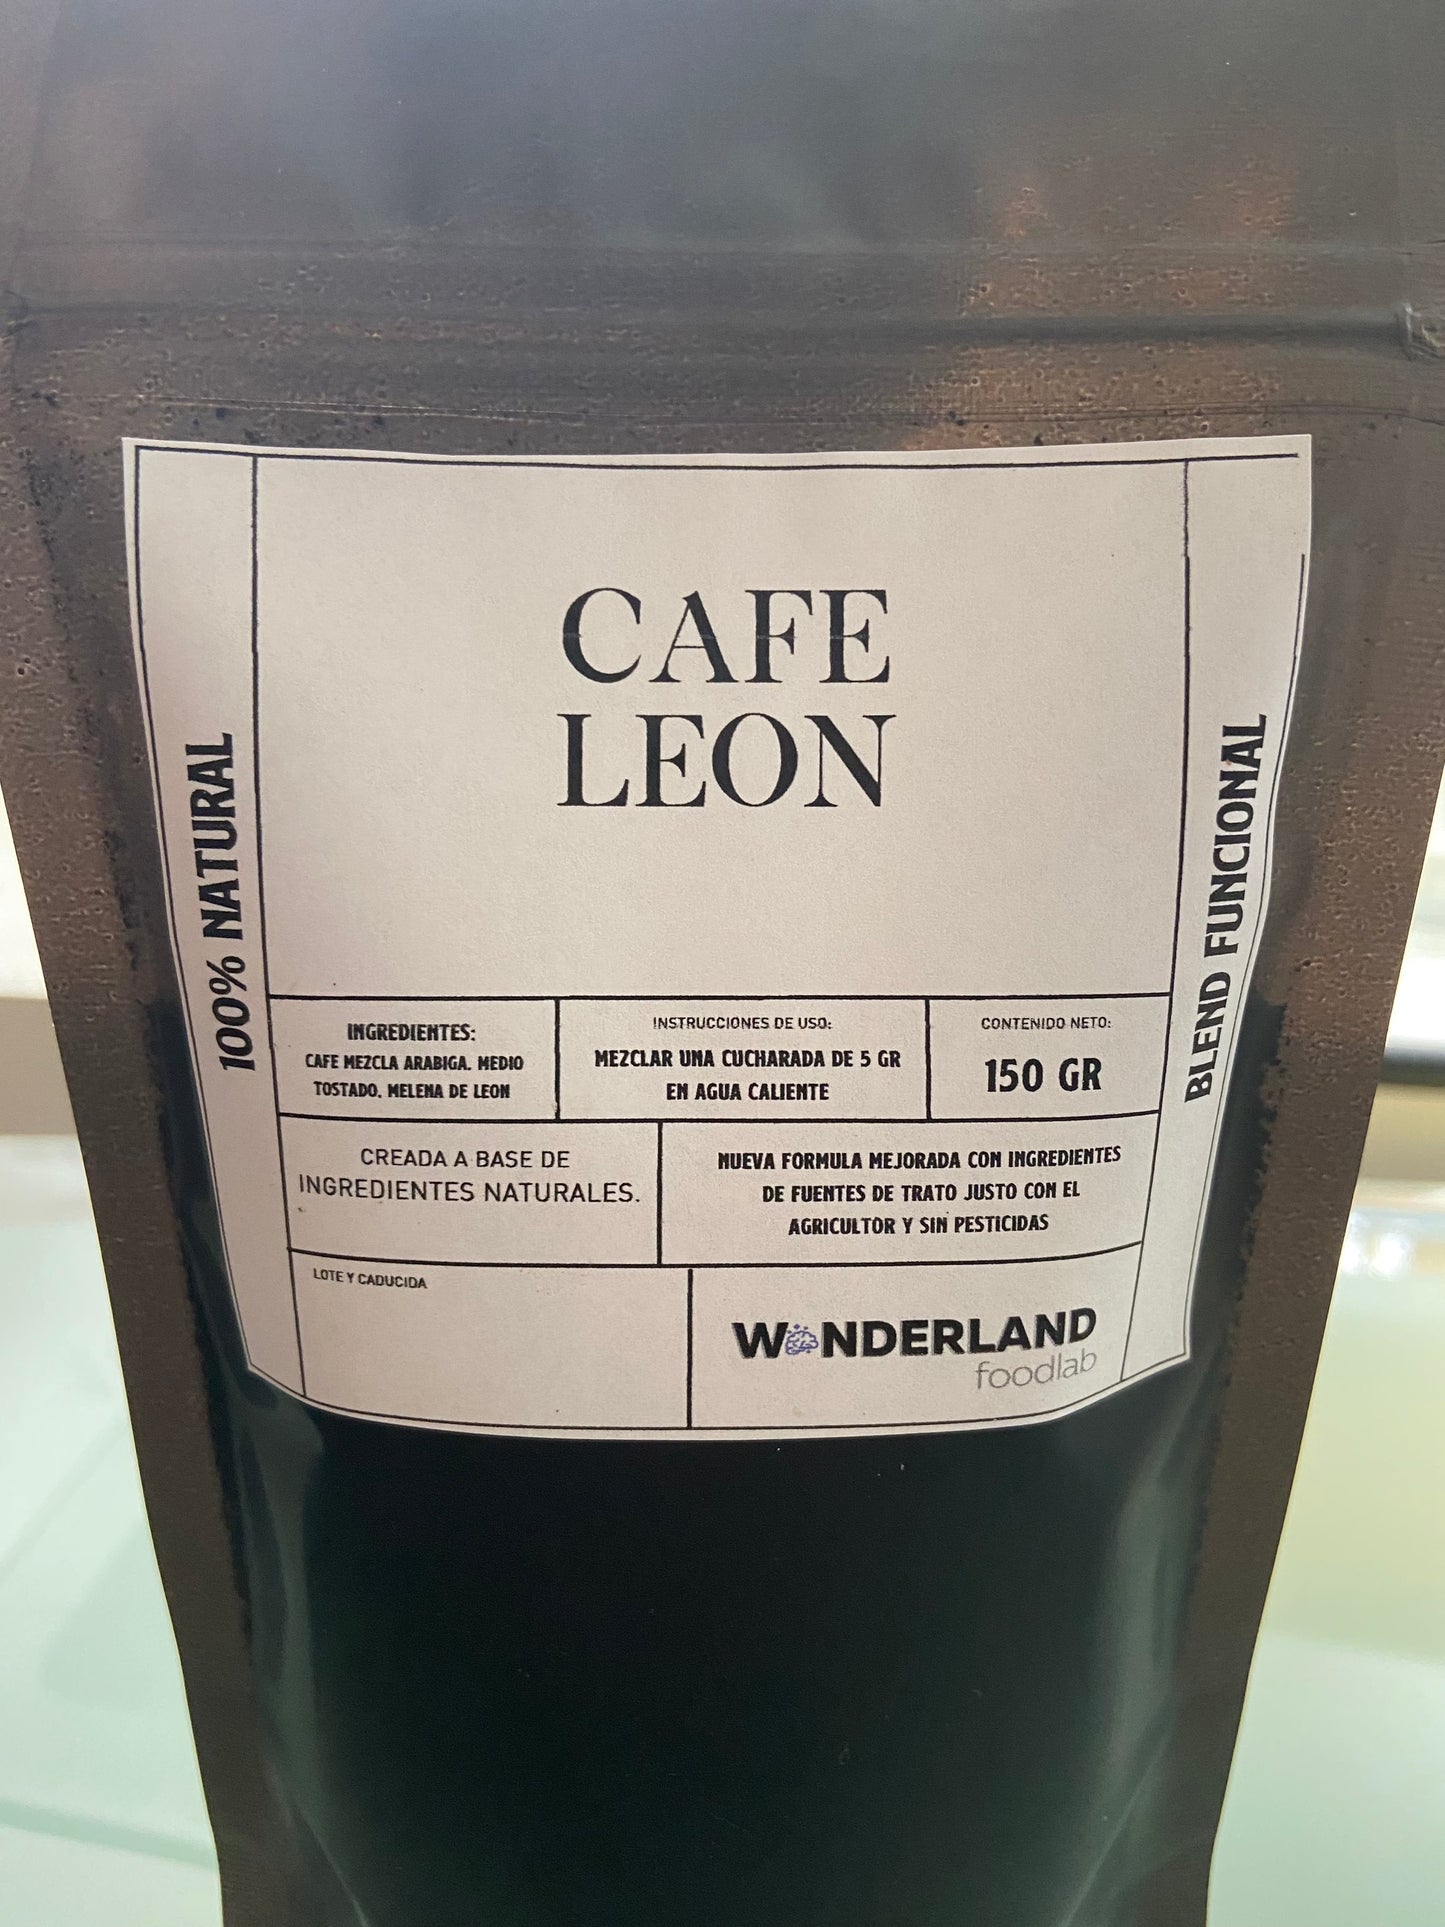 CAFE
LEON
100% NATURAL
BLEND FUNCIONAL
INGREDIENTES:
CAFE MEZCLA ARABIGA. MEDIO
TOSTADO. MELENA DE LEON
INSTRUCCIONES DE USO:
MEZCLAR UNA CUCHARADA DE 5 GR
EN AGUA CALIENTE
CONTENIDO NETO:
150 GR
CREADA A BASE DE
INGREDIENTES NATURALES.
NUEVA FORMULA MEJORADA CON INGREDIENTES
DE FUENTES DE TRATO JUSTO CON EL
AGRICULTOR Y SIN PESTICIDAS
LOTE Y CADUCIDA
WONDERLAND
foodlab